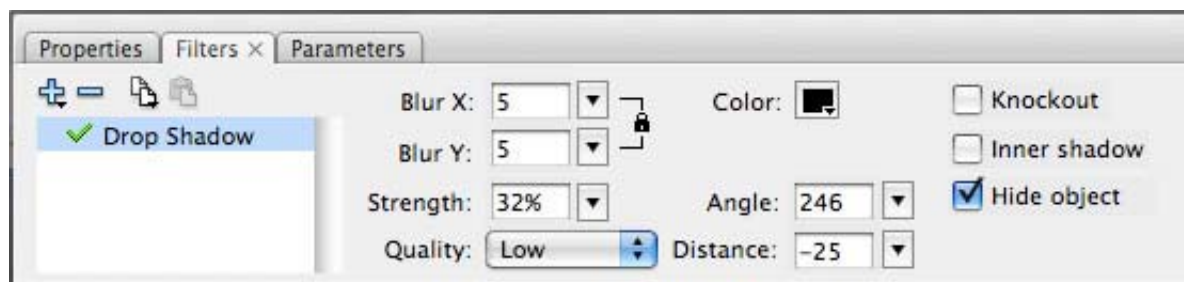 Properties Filters × Parameters
Blur X: 5 Color: Knockout
Drop Shadow Blur Y: 5 Inner shadow
Strength: 32% Angle: 246 Hide object
Quality: Low Distance: -25